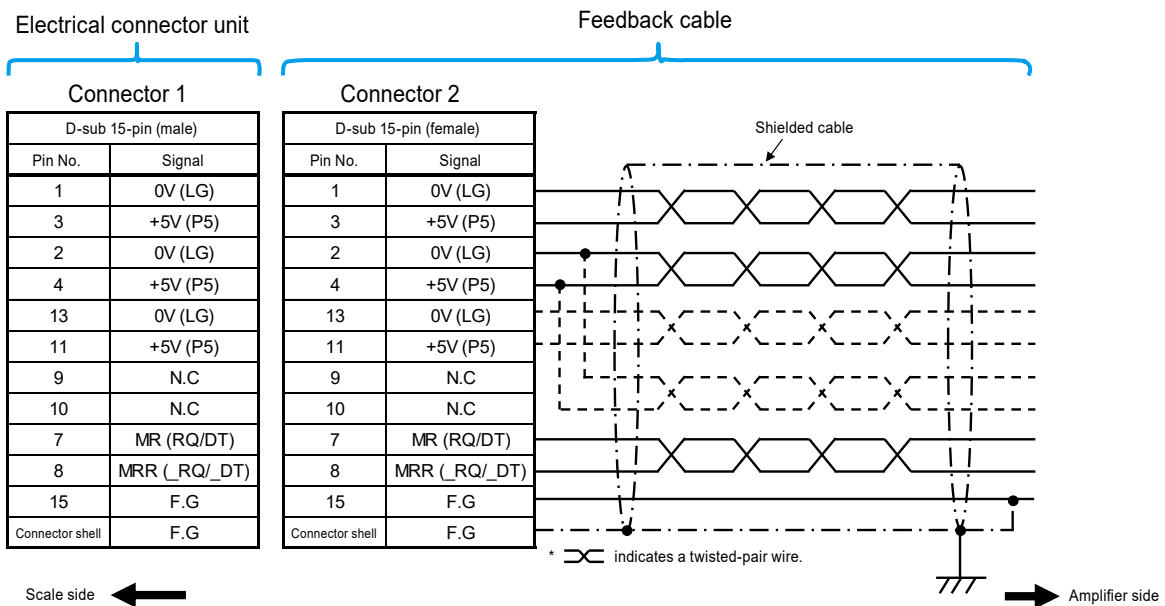 Electrical connector unit
Feedback cable
Connector 1
Connector 2
D-sub 15-pin (male)
D-sub 15-pin (female)
Shielded cable
Pin No. Signal Pin No. Signal
1 0V (LG) 1 0V (LG)
3 +5V (P5) 3 +5V (P5)
2 0V (LG) 2 0V (LG)
4 +5V (P5) 4 +5V (P5)
13 0V (LG) 13 0V (LG)
11 +5V (P5) 11 +5V (P5)
9 N.C 9 N.C
10 N.C 10 N.C
7 MR (RQ/DT) 7 MR (RQ/DT)
8 MRR (_RQ/_DT) 8 MRR (_RQ/_DT)
15 F.G 15 F.G
Connector shell F.G Connector shell F.G
* indicates a twisted-pair wire.
Scale side
Amplifier side